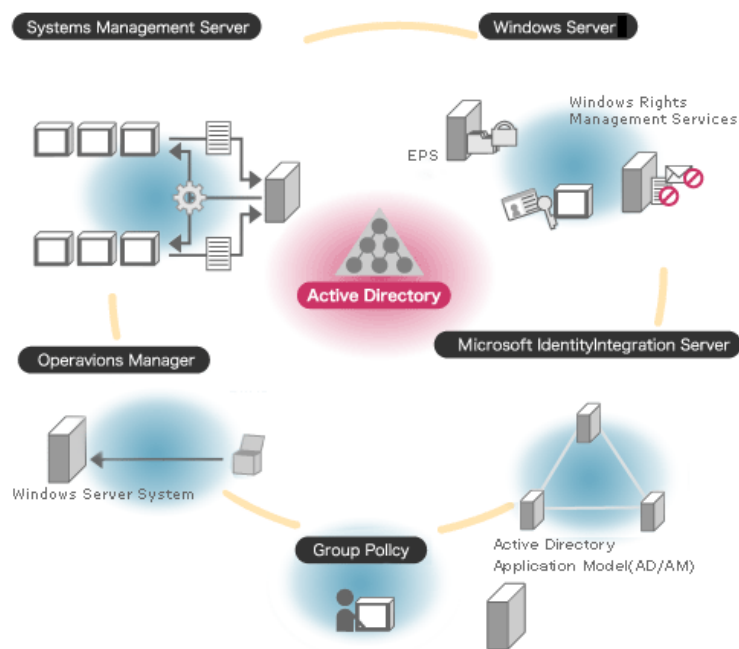 Systems Management Server
Windows Server
Windows Rights
Management Services
EPS
Active Directory
Operavions Manager
Microsoft IdentityIntegration Server
Windows Server System
Group Pollcy
Active Directory
Application Model(AD/AM)